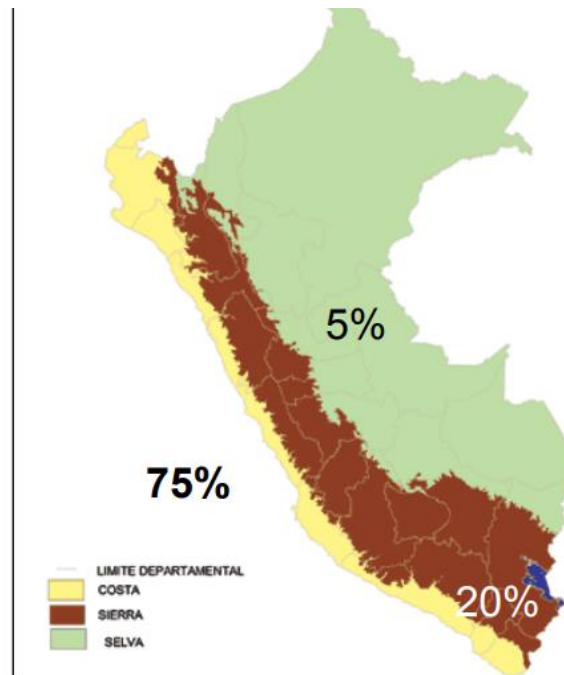 5%
75%
20%
LIMITE DEPARTAMENTAL
COSTA
SIERRA
SELVA